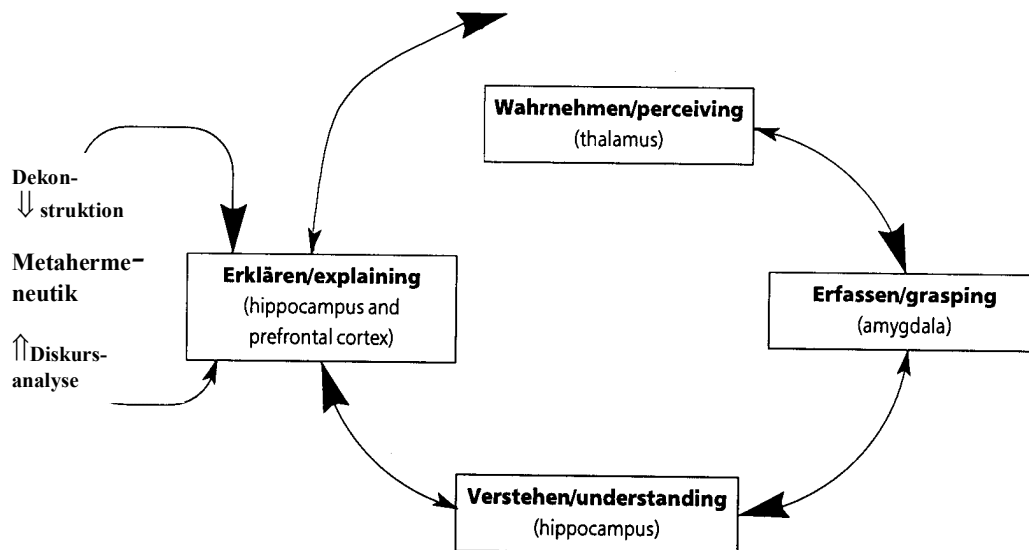 Wahrnehmen/perceiving
(thalamus)
Dekon-
⇓ struktion
Metaherme-
neutik
⇑Diskurs-
analyse
Erklären/explaining
(hippocampus and
prefrontal cortex)
Erfassen/grasping
(amygdala)
Verstehen/understanding
(hippocampus)